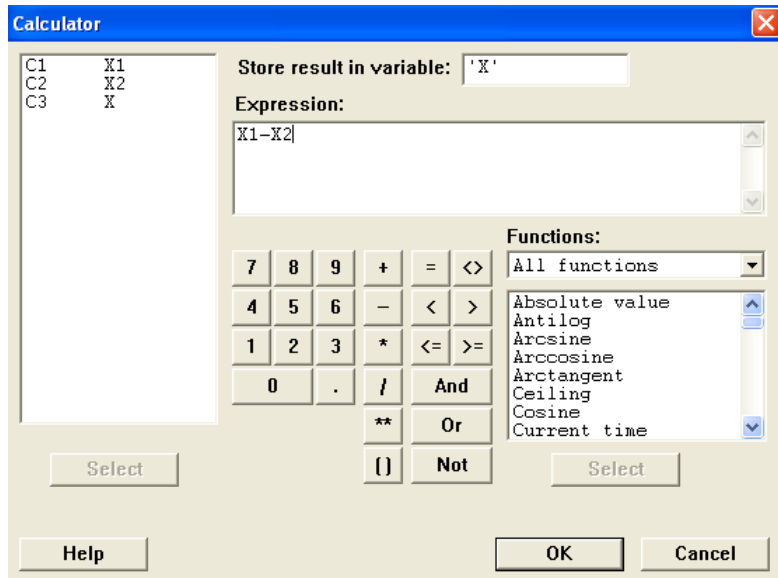 Calculator
C1 X1
C2 X2
C3 X
Store result in variable: 'X'
Expression:
X1-X2
Functions:
All functions
7 8 9 + = <>
4 5 6 - < >
1 2 3 * <= >=
0 . / And
** Or
() Not
Absolute value
Antilog
Arcsine
Arccosine
Arctangent
Ceiling
Cosine
Current time
Select
Select
Help
OK
Cancel